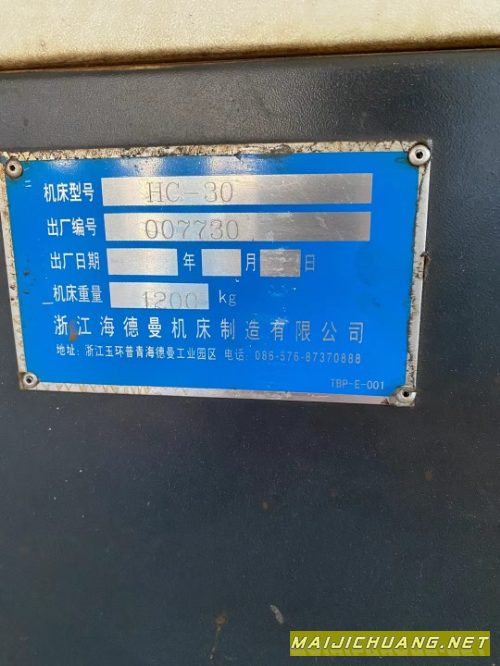 机床型号 HC-30
出厂编号 007730
出厂日期 年 月 日
机床重量 1200 kg
浙江海德曼机床制造有限公司
地址:浙江玉环普青海德曼工业园区 电话:086-576-87370888
TBP-E-001
MAIJICHUANG.NET